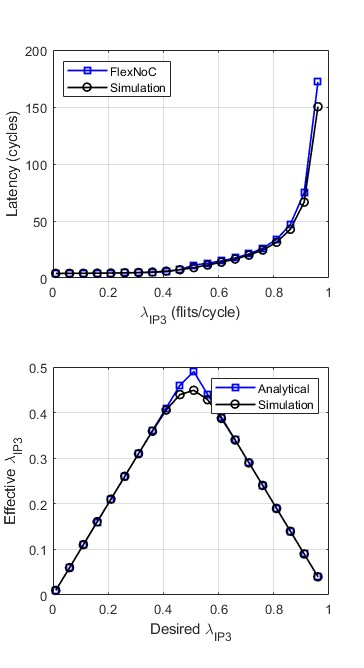 200
150
100
50
0
Latency (cycles)
FlexNoC
Simulation
0 0.2 0.4 0.6 0.8 1
λIP3 (flits/cycle)
0.5
0.4
0.3
0.2
0.1
0
Effective λIP3
Analytical
Simulation
0 0.2 0.4 0.6 0.8 1
Desired λIP3